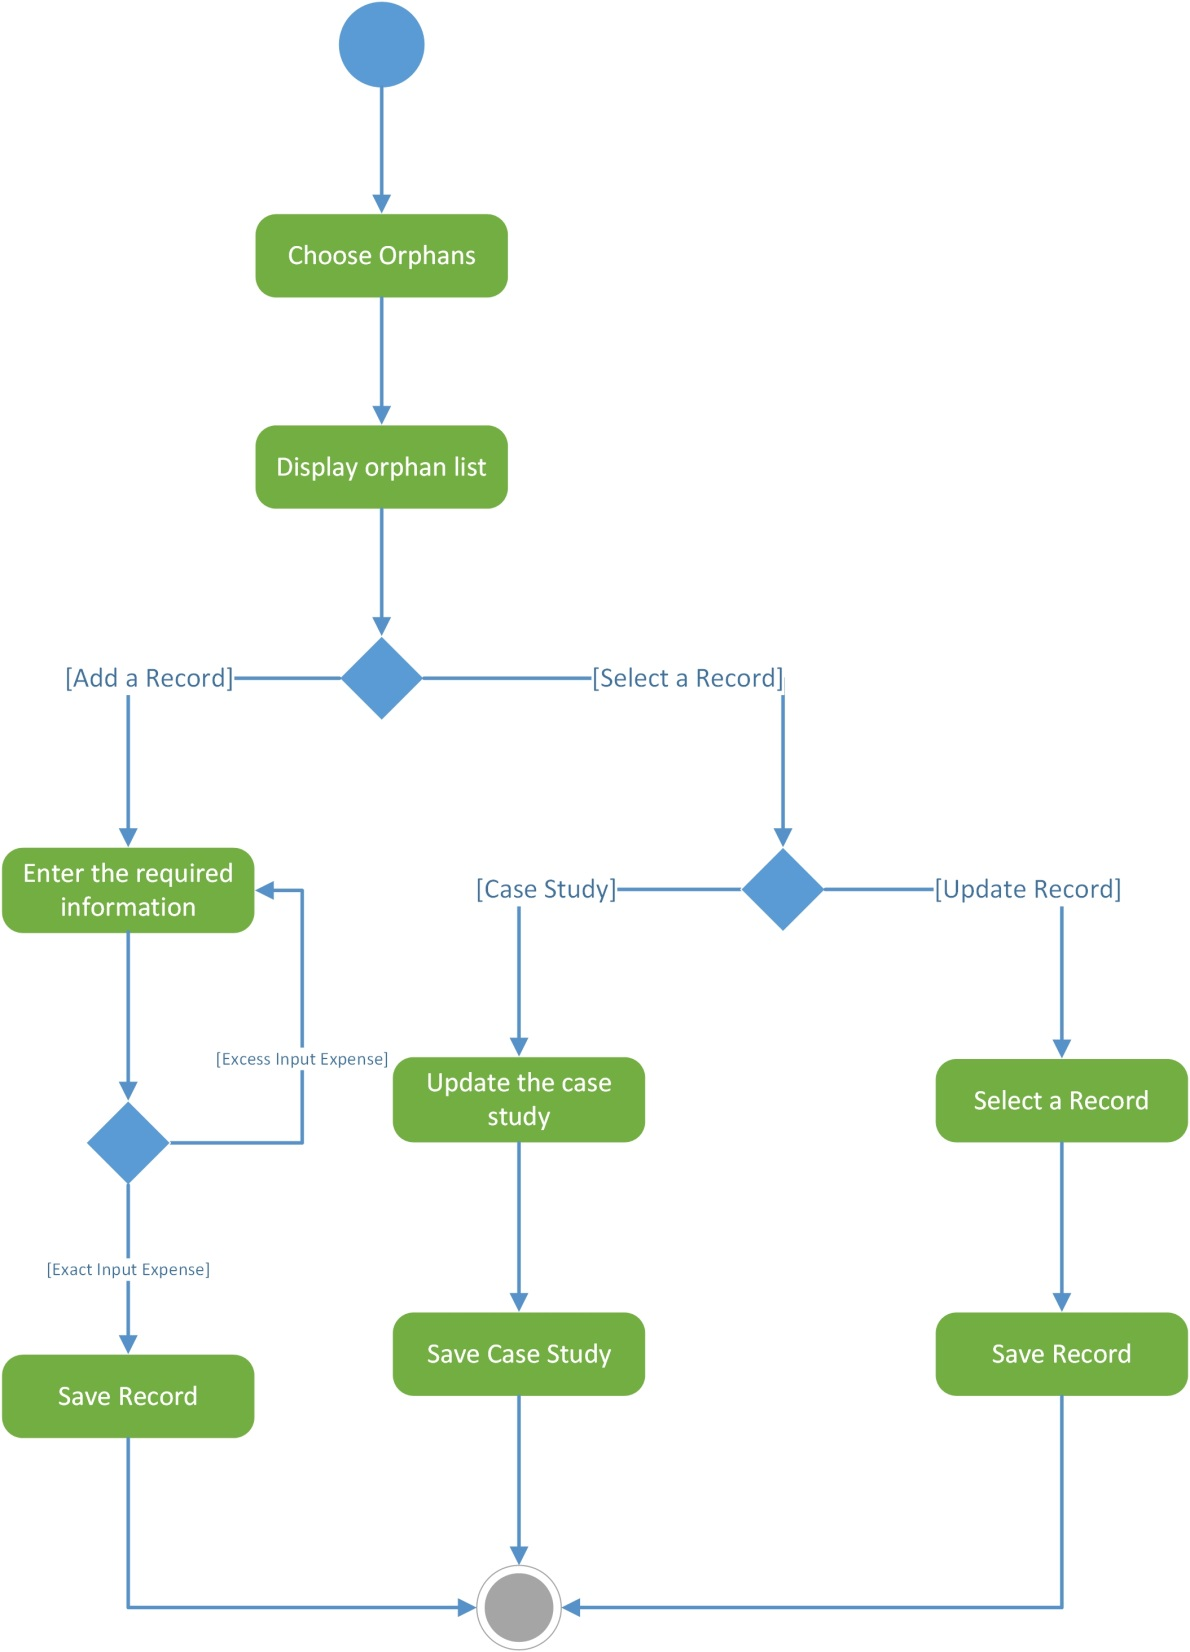 Choose Orphans
Display orphan list
[Add a Record]
[Select a Record]
Enter the required
information
[Case Study]
[Update Record]
[Excess Input Expense]
Update the case
study
Select a Record
[Exact Input Expense]
Save Case Study
Save Record
Save Record